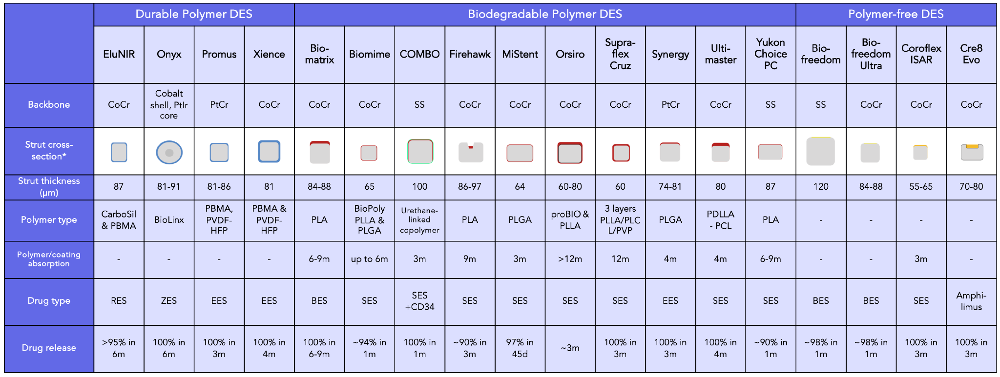 Durable Polymer DES
Biodegradable Polymer DES
Polymer-free DES
EluNIR
Onyx
Promus
Xience
Bio-
matrix
Biomime
COMBO
Firehawk
MiStent
Orsiro
Supra-
flex
Cruz
Synergy
Ulti-
master
Yukon
Choice
PC
Bio-
freedom
Bio-
freedom
Ultra
Coroflex
ISAR
Cre8
Evo
Backbone
CoCr
Cobalt
shell, PtIr
core
PtCr
CoCr
CoCr
CoCr
SS
CoCr
CoCr
CoCr
CoCr
PtCr
CoCr
SS
SS
CoCr
CoCr
CoCr
Strut cross-
section*
Strut thickness
(µm)
87
81-91
81-86
81
84-88
65
100
86-97
64
60-80
60
74-81
80
87
120
84-88
55-65
70-80
Polymer type
CarboSil
& PBMA
BioLinx
PBMA,
PVDF-
HFP
PBMA &
PVDF-
HFP
PLA
BioPoly
PLLA &
PLGA
Urethane-
linked
copolymer
PLA
PLGA
proBIO &
PLLA
3 layers
PLLA/PLC
L/PVP
PLGA
PDLLA
- PCL
PLA
-
-
-
-
Polymer/coating
absorption
-
-
-
-
6-9m
up to 6m
3m
9m
3m
>12m
12m
4m
4m
6-9m
-
-
3m
-
Drug type
RES
ZES
EES
EES
BES
SES
SES
+CD34
SES
SES
SES
SES
EES
SES
SES
BES
BES
SES
Amphi-
limus
Drug release
>95% in
6m
100% in
6m
100% in
3m
100% in
4m
100% in
6-9m
~94% in
1m
100% in
1m
~90% in
3m
97% in
45d
~3m
100% in
3m
100% in
3m
100% in
4m
~90% in
1m
~98% in
1m
~98% in
1m
100% in
3m
100% in
3m